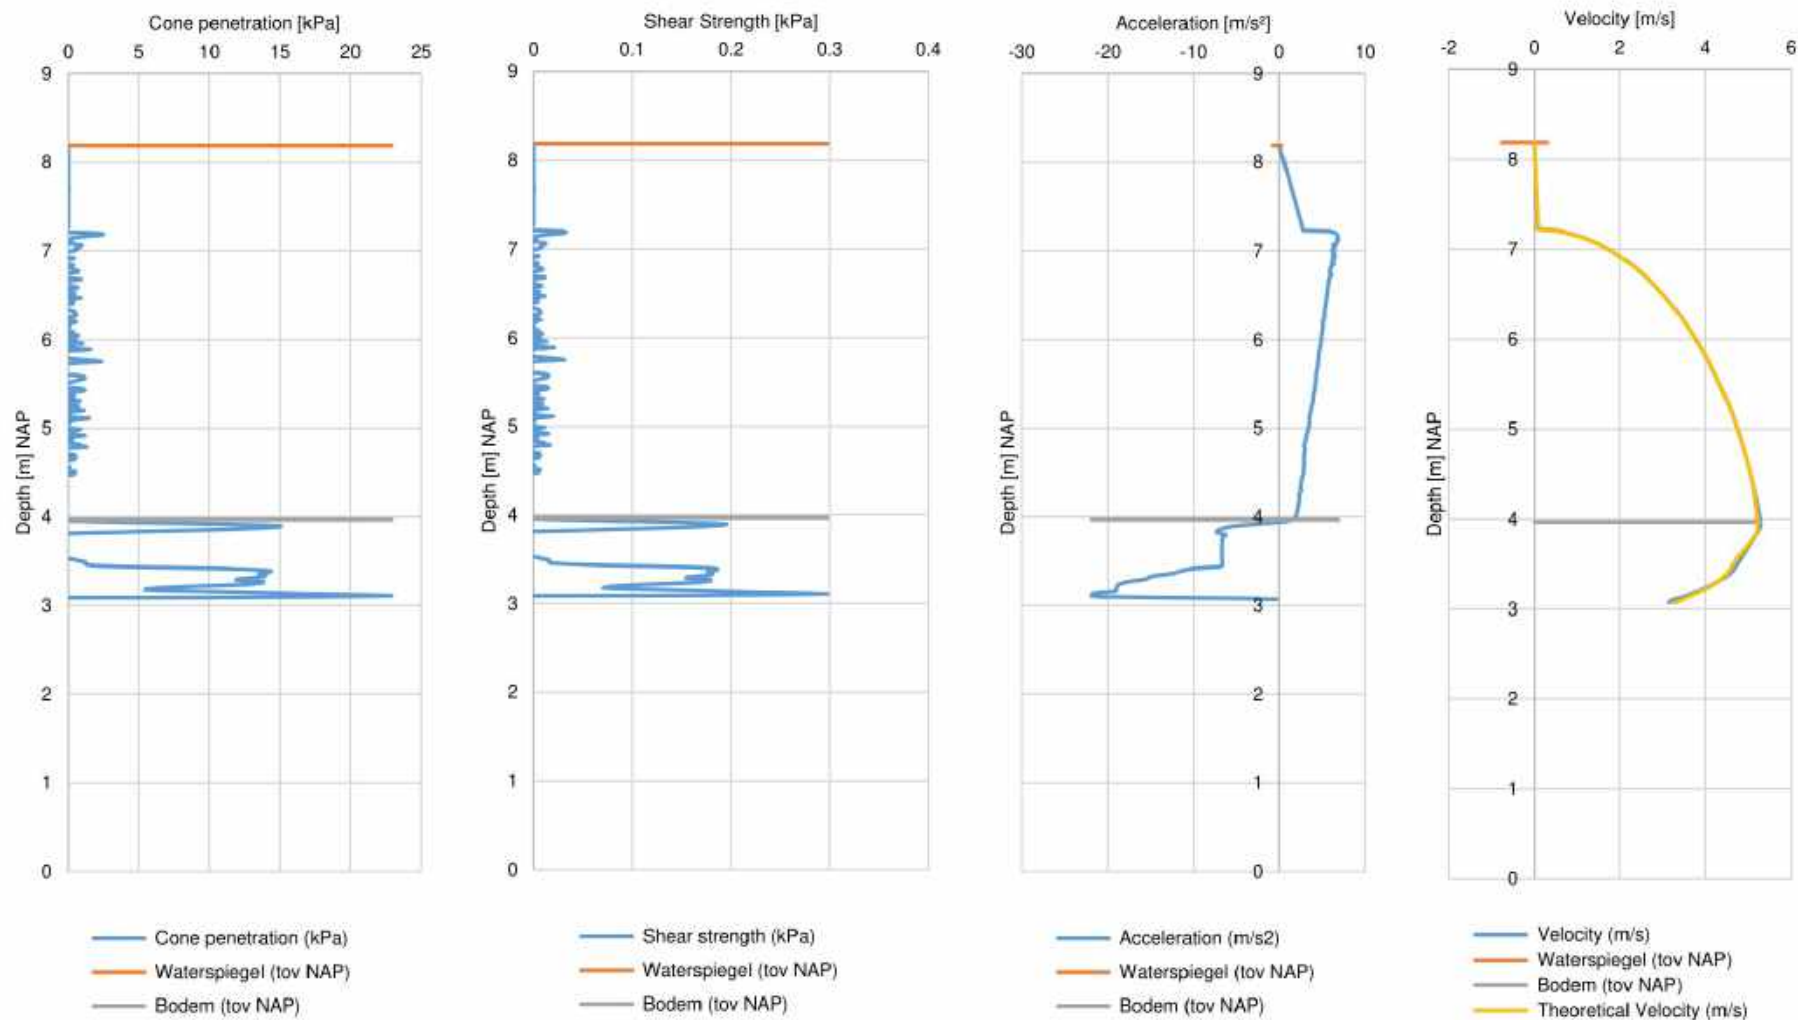 Cone penetration [kPa]
0 5 10 15 20 25
9
8
7
6
5
4
3
2
1
0
Depth [m] NAP
Cone penetration (kPa)
Waterspiegel (tov NAP)
Bodem (tov NAP)
Shear Strength [kPa]
0 0.1 0.2 0.3 0.4
9
8
7
6
5
4
3
2
1
0
Depth [m] NAP
Shear strength (kPa)
Waterspiegel (tov NAP)
Bodem (tov NAP)
Acceleration [m/s²]
-30 -20 -10 0 10
9
8
7
6
5
4
3
2
1
0
Depth [m] NAP
Acceleration (m/s2)
Waterspiegel (tov NAP)
Bodem (tov NAP)
Velocity [m/s]
-2 0 2 4 6
9
8
7
6
5
4
3
2
1
0
Depth [m] NAP
Velocity (m/s)
Waterspiegel (tov NAP)
Bodem (tov NAP)
Theoretical Velocity (m/s)